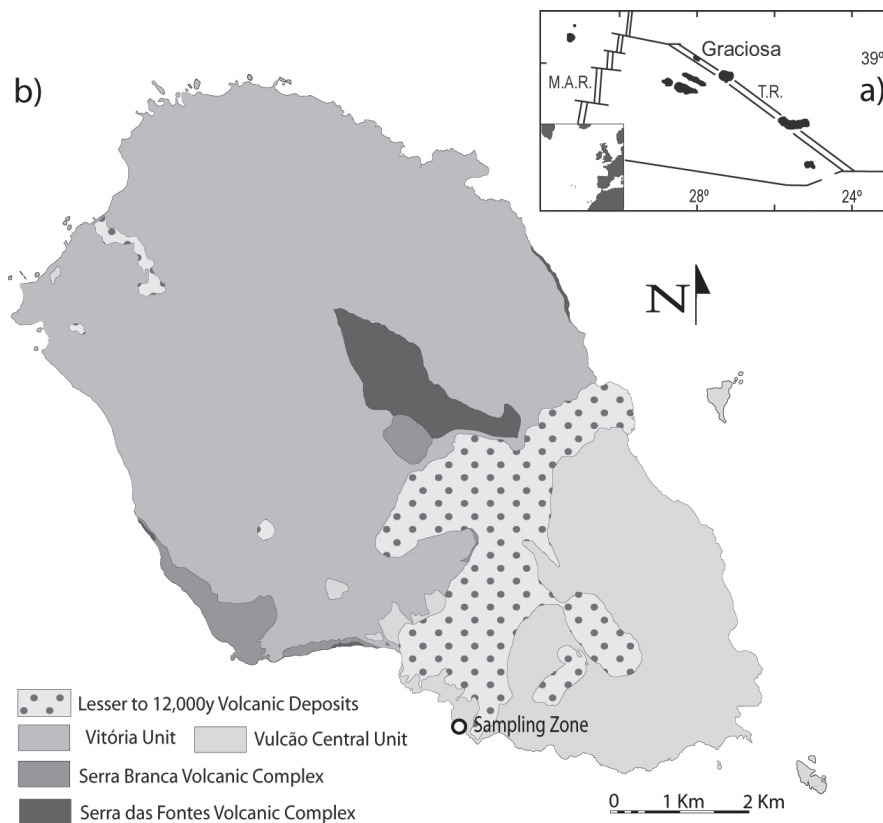 b)
a)
Graciosa
39º
M.A.R.
T.R.
28º
24º
N
Sampling Zone
Lesser to 12,000y Volcanic Deposits
Vitória Unit
Vulcão Central Unit
Serra Branca Volcanic Complex
Serra das Fontes Volcanic Complex
0 1 Km 2 Km